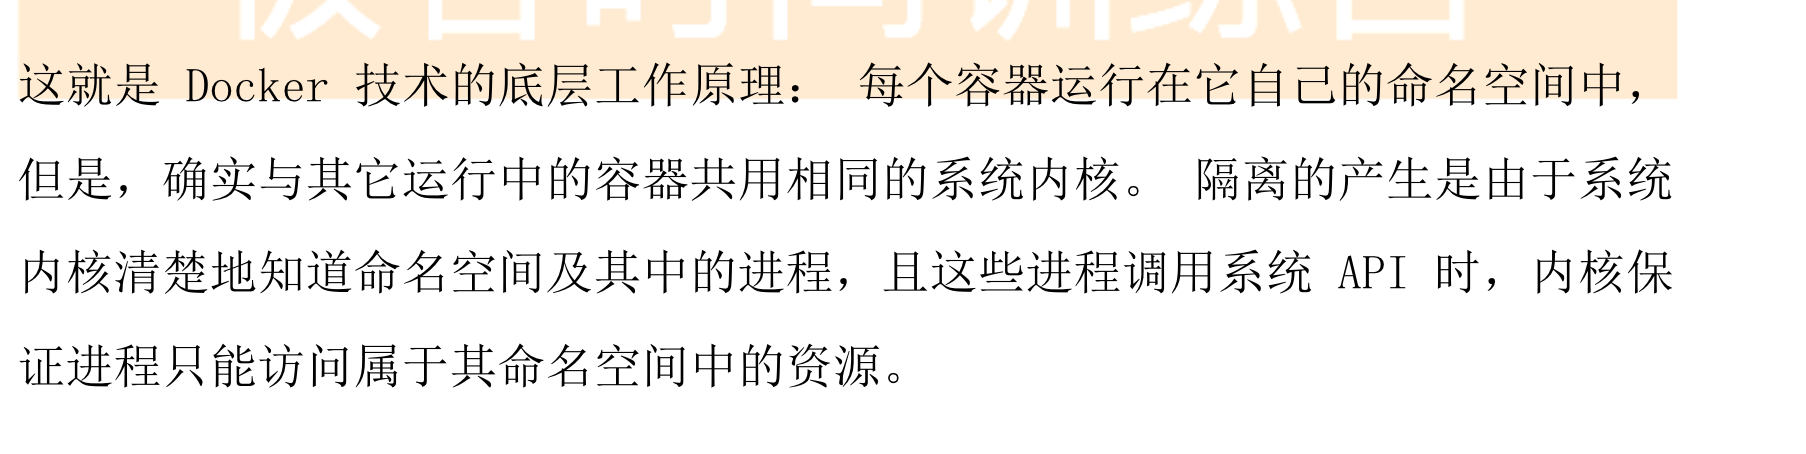 这就是 Docker 技术的底层工作原理： 每个容器运行在它自己的命名空间中，
但是，确实与其它运行中的容器共用相同的系统内核。 隔离的产生是由于系统
内核清楚地知道命名空间及其中的进程，且这些进程调用系统 API 时，内核保
证进程只能访问属于其命名空间中的资源。